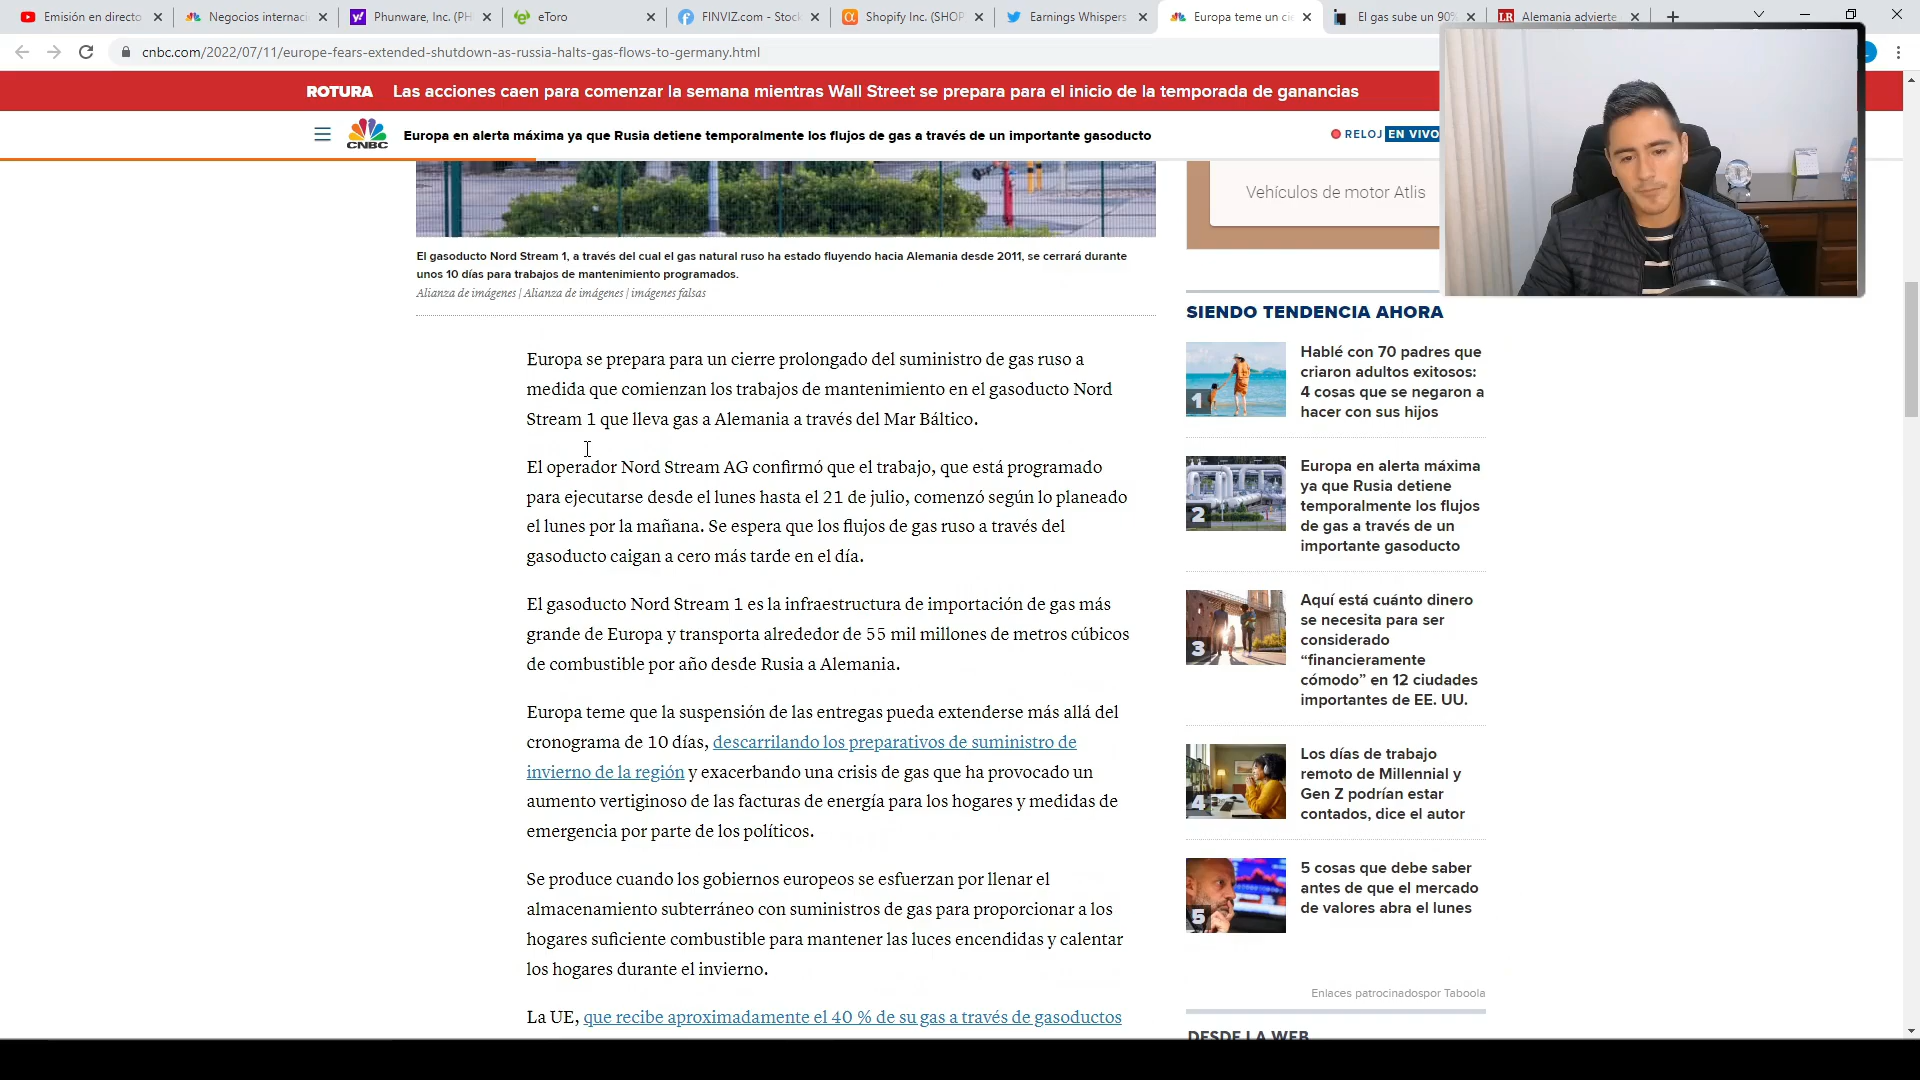 Emisión en directo
Negocios internaci
Phunware, Inc. (PH
eToro
FINVIZ.com - Stock
Shopify Inc. (SHOP
Earnings Whispers
Europa teme un ci
El gas sube un 90%
Alemania advierte
cnbc.com/2022/07/11/europe-fears-extended-shutdown-as-russia-halts-gas-flows-to-germany.html
ROTURA Las acciones caen para comenzar la semana mientras Wall Street se prepara para el inicio de la temporada de ganancias
CNBC
Europa en alerta máxima ya que Rusia detiene temporalmente los flujos de gas a través de un importante gasoducto
RELOJ EN VIVO
Vehículos de motor Atlis
El gasoducto Nord Stream 1, a través del cual el gas natural ruso ha estado fluyendo hacia Alemania desde 2011, se cerrará durante
unos 10 días para trabajos de mantenimiento programados.
Alianza de imágenes | Alianza de imágenes | imágenes falsas
Europa se prepara para un cierre prolongado del suministro de gas ruso a
medida que comienzan los trabajos de mantenimiento en el gasoducto Nord
Stream 1 que lleva gas a Alemania a través del Mar Báltico.
El operador Nord Stream AG confirmó que el trabajo, que está programado
para ejecutarse desde el lunes hasta el 21 de julio, comenzó según lo planeado
el lunes por la mañana. Se espera que los flujos de gas ruso a través del
gasoducto caigan a cero más tarde en el día.
El gasoducto Nord Stream 1 es la infraestructura de importación de gas más
grande de Europa y transporta alrededor de 55 mil millones de metros cúbicos
de combustible por año desde Rusia a Alemania.
Europa teme que la suspensión de las entregas pueda extenderse más allá del
cronograma de 10 días, descarrilando los preparativos de suministro de
invierno de la región y exacerbando una crisis de gas que ha provocado un
aumento vertiginoso de las facturas de energía para los hogares y medidas de
emergencia por parte de los políticos.
Se produce cuando los gobiernos europeos se esfuerzan por llenar el
almacenamiento subterráneo con suministros de gas para proporcionar a los
hogares suficiente combustible para mantener las luces encendidas y calentar
los hogares durante el invierno.
La UE, que recibe aproximadamente el 40 % de su gas a través de gasoductos
SIENDO TENDENCIA AHORA
1
Hablé con 70 padres que
criaron adultos exitosos:
4 cosas que se negaron a
hacer con sus hijos
2
Europa en alerta máxima
ya que Rusia detiene
temporalmente los flujos
de gas a través de un
importante gasoducto
3
Aquí está cuánto dinero
se necesita para ser
considerado
“financieramente
cómodo” en 12 ciudades
importantes de EE. UU.
4
Los días de trabajo
remoto de Millennial y
Gen Z podrían estar
contados, dice el autor
5
5 cosas que debe saber
antes de que el mercado
de valores abra el lunes
Enlaces patrocinadospor Taboola
DESDE LA WEB